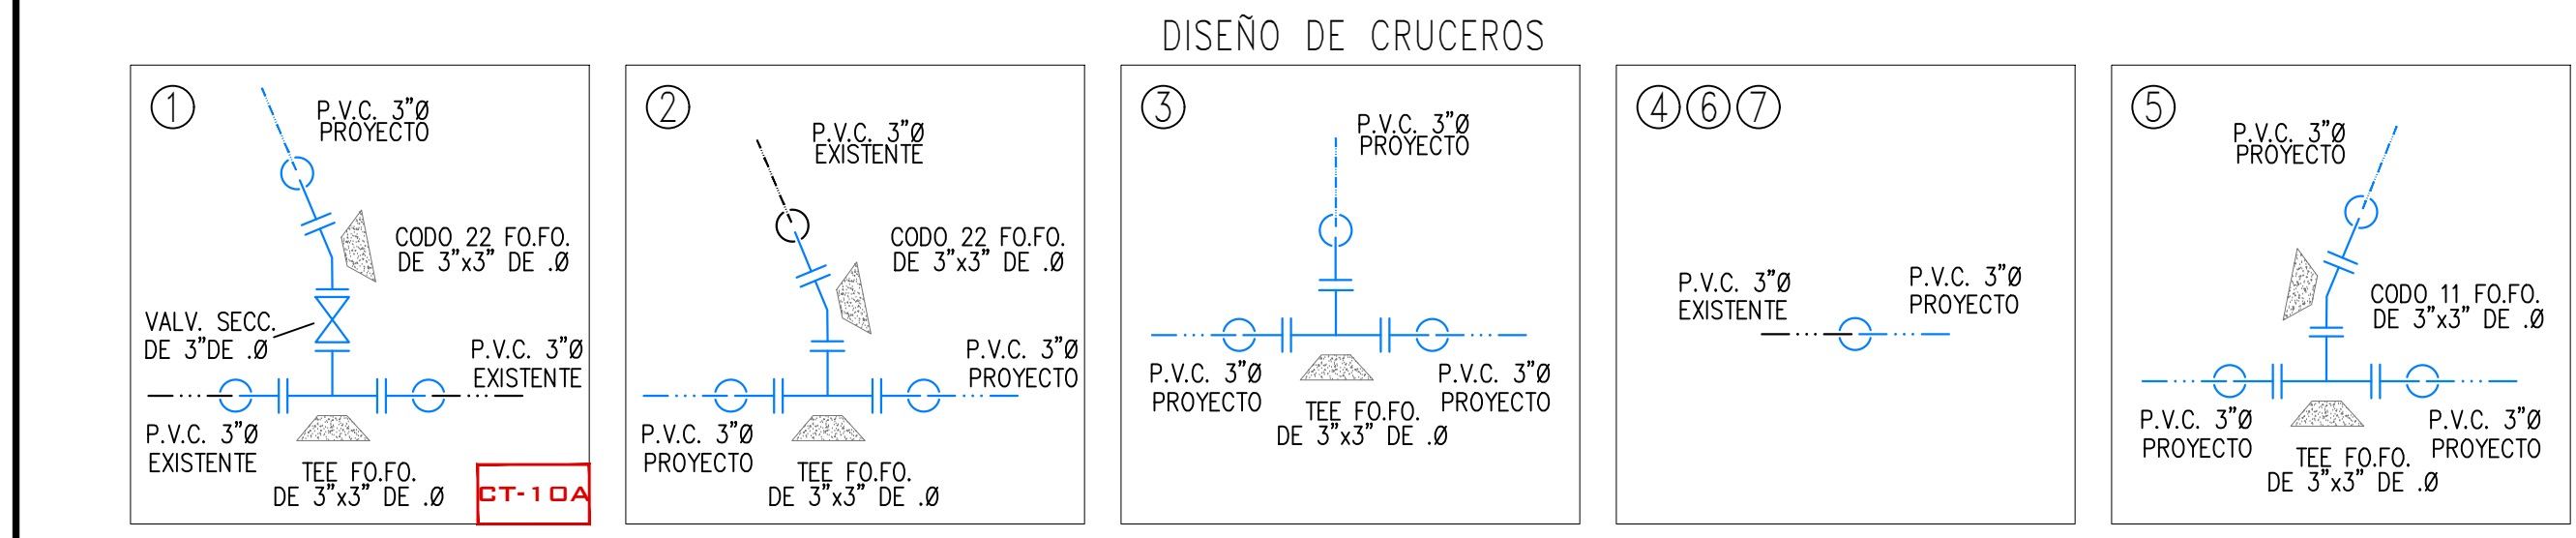 DISEÑO DE CRUCEROS
1
P.V.C. 3"Ø
PROYECTO
CODO 22 FO.FO.
DE 3"x3" DE .Ø
VALV. SECC.
DE 3"DE .Ø
P.V.C. 3"Ø
EXISTENTE
P.V.C. 3"Ø
EXISTENTE
TEE FO.FO.
DE 3"x3" DE .Ø
CT-10A
2
P.V.C. 3"Ø
EXISTENTE
CODO 22 FO.FO.
DE 3"x3" DE .Ø
P.V.C. 3"Ø
PROYECTO
P.V.C. 3"Ø
PROYECTO
TEE FO.FO.
DE 3"x3" DE .Ø
3
P.V.C. 3"Ø
PROYECTO
P.V.C. 3"Ø
PROYECTO
P.V.C. 3"Ø
PROYECTO
TEE FO.FO.
DE 3"x3" DE .Ø
4 6 7
P.V.C. 3"Ø
EXISTENTE
P.V.C. 3"Ø
PROYECTO
5
P.V.C. 3"Ø
PROYECTO
CODO 11 FO.FO.
DE 3"x3" DE .Ø
P.V.C. 3"Ø
PROYECTO
P.V.C. 3"Ø
PROYECTO
TEE FO.FO.
DE 3"x3" DE .Ø